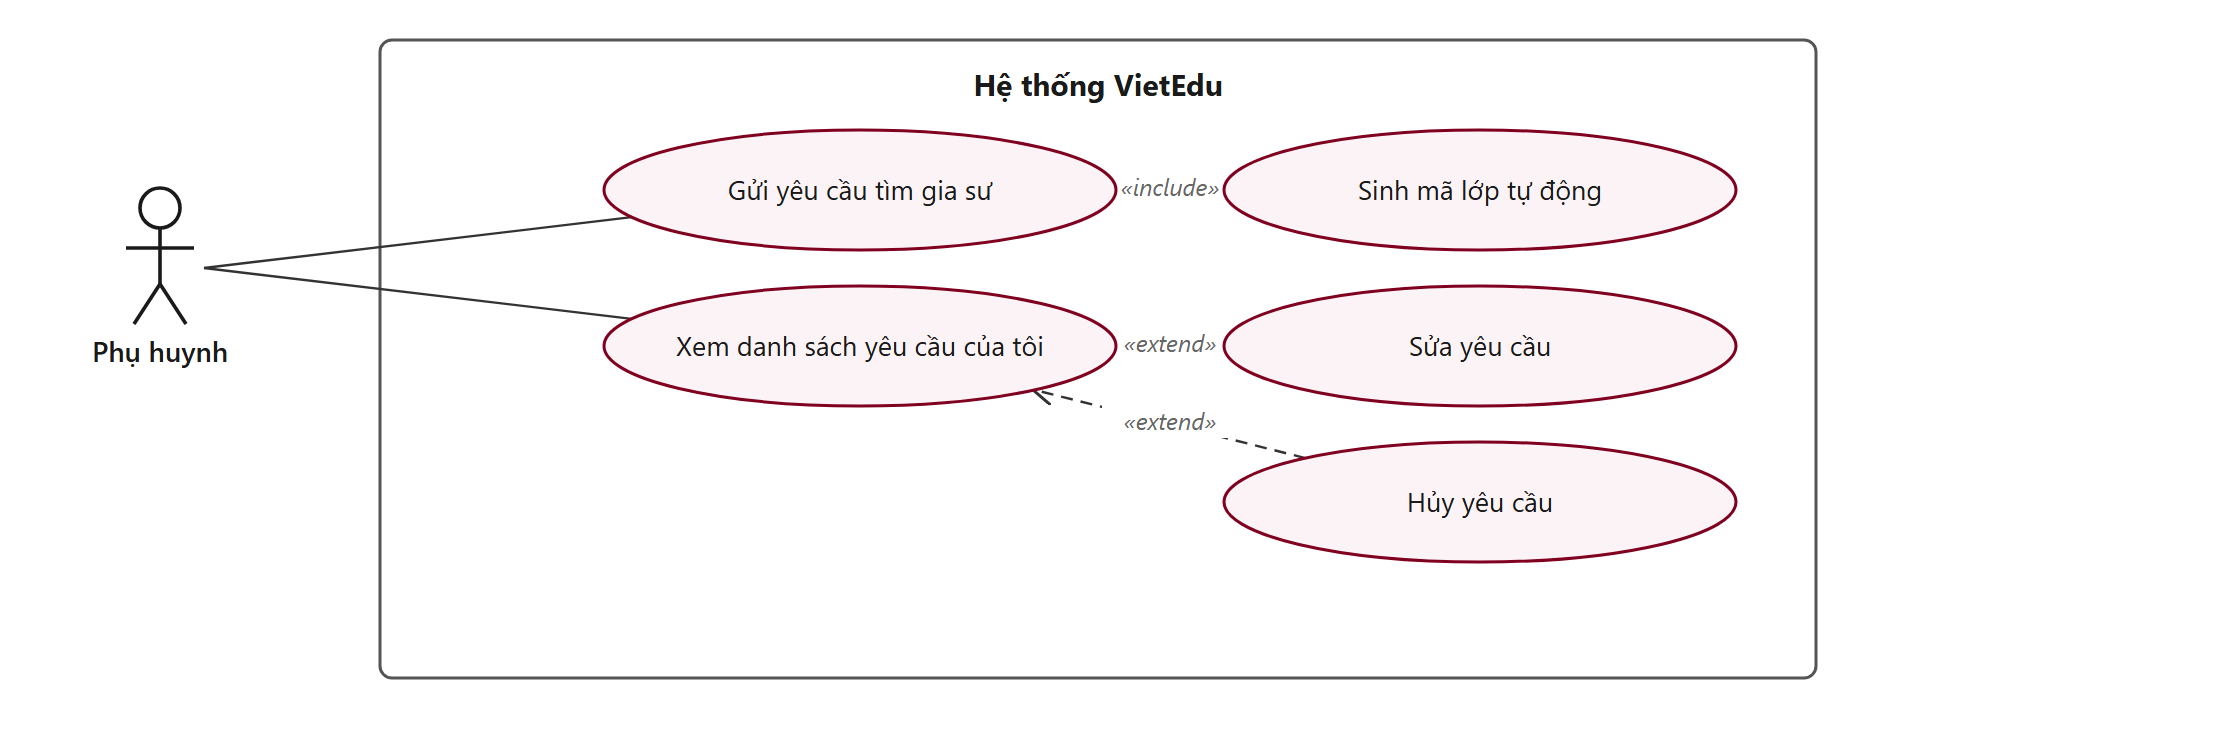 Hệ thống VietEdu
Gửi yêu cầu tìm gia sư
«include»
Sinh mã lớp tự động
Phụ huynh
Xem danh sách yêu cầu của tôi
«extend»
Sửa yêu cầu
«extend»
Hủy yêu cầu